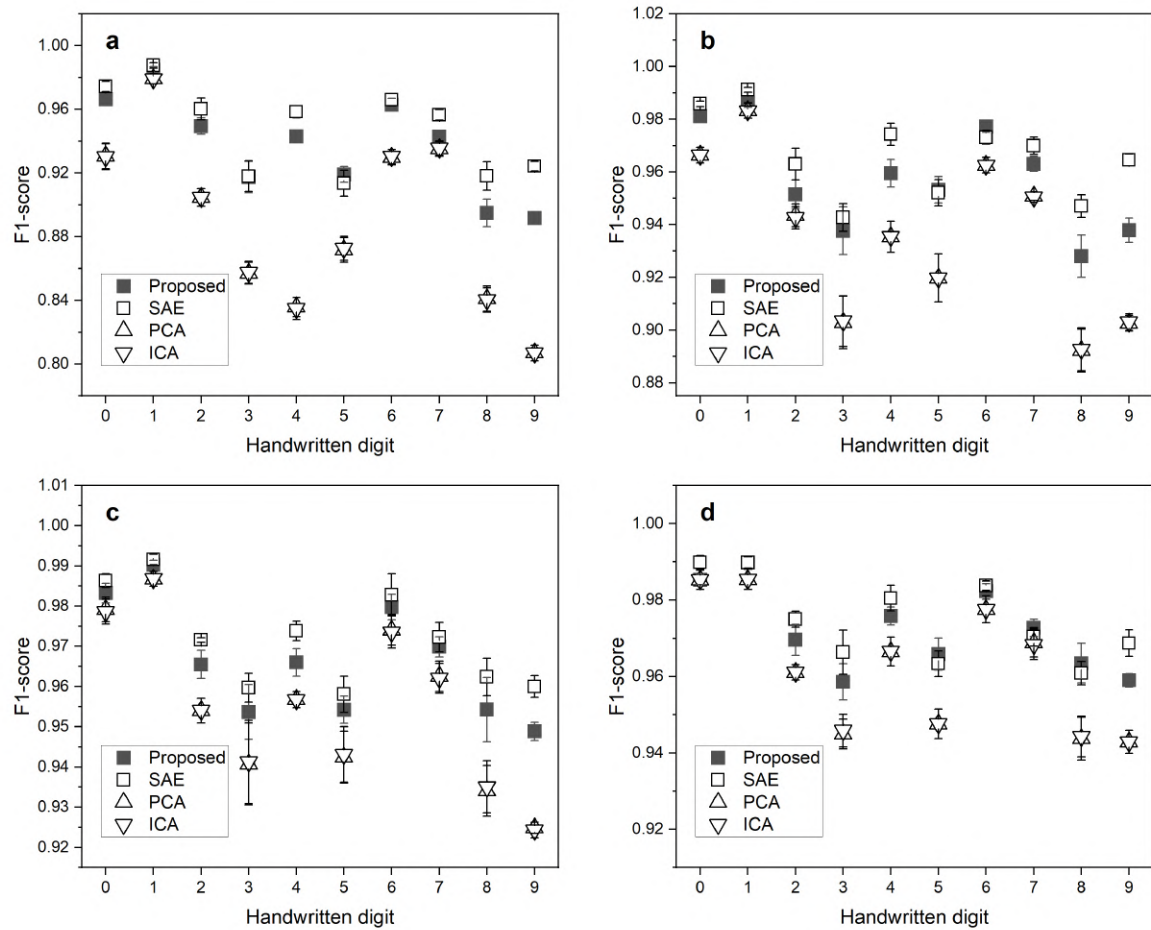 a
1.00
0.96
0.92
0.88
0.84
0.80
F1-score
Proposed
SAE
PCA
ICA
0 1 2 3 4 5 6 7 8 9
Handwritten digit
b
1.02
1.00
0.98
0.96
0.94
0.92
0.90
0.88
F1-score
Proposed
SAE
PCA
ICA
0 1 2 3 4 5 6 7 8 9
Handwritten digit
c
1.01
1.00
0.99
0.98
0.97
0.96
0.95
0.94
0.93
0.92
F1-score
Proposed
SAE
PCA
ICA
0 1 2 3 4 5 6 7 8 9
Handwritten digit
d
1.00
0.98
0.96
0.94
0.92
F1-score
Proposed
SAE
PCA
ICA
0 1 2 3 4 5 6 7 8 9
Handwritten digit